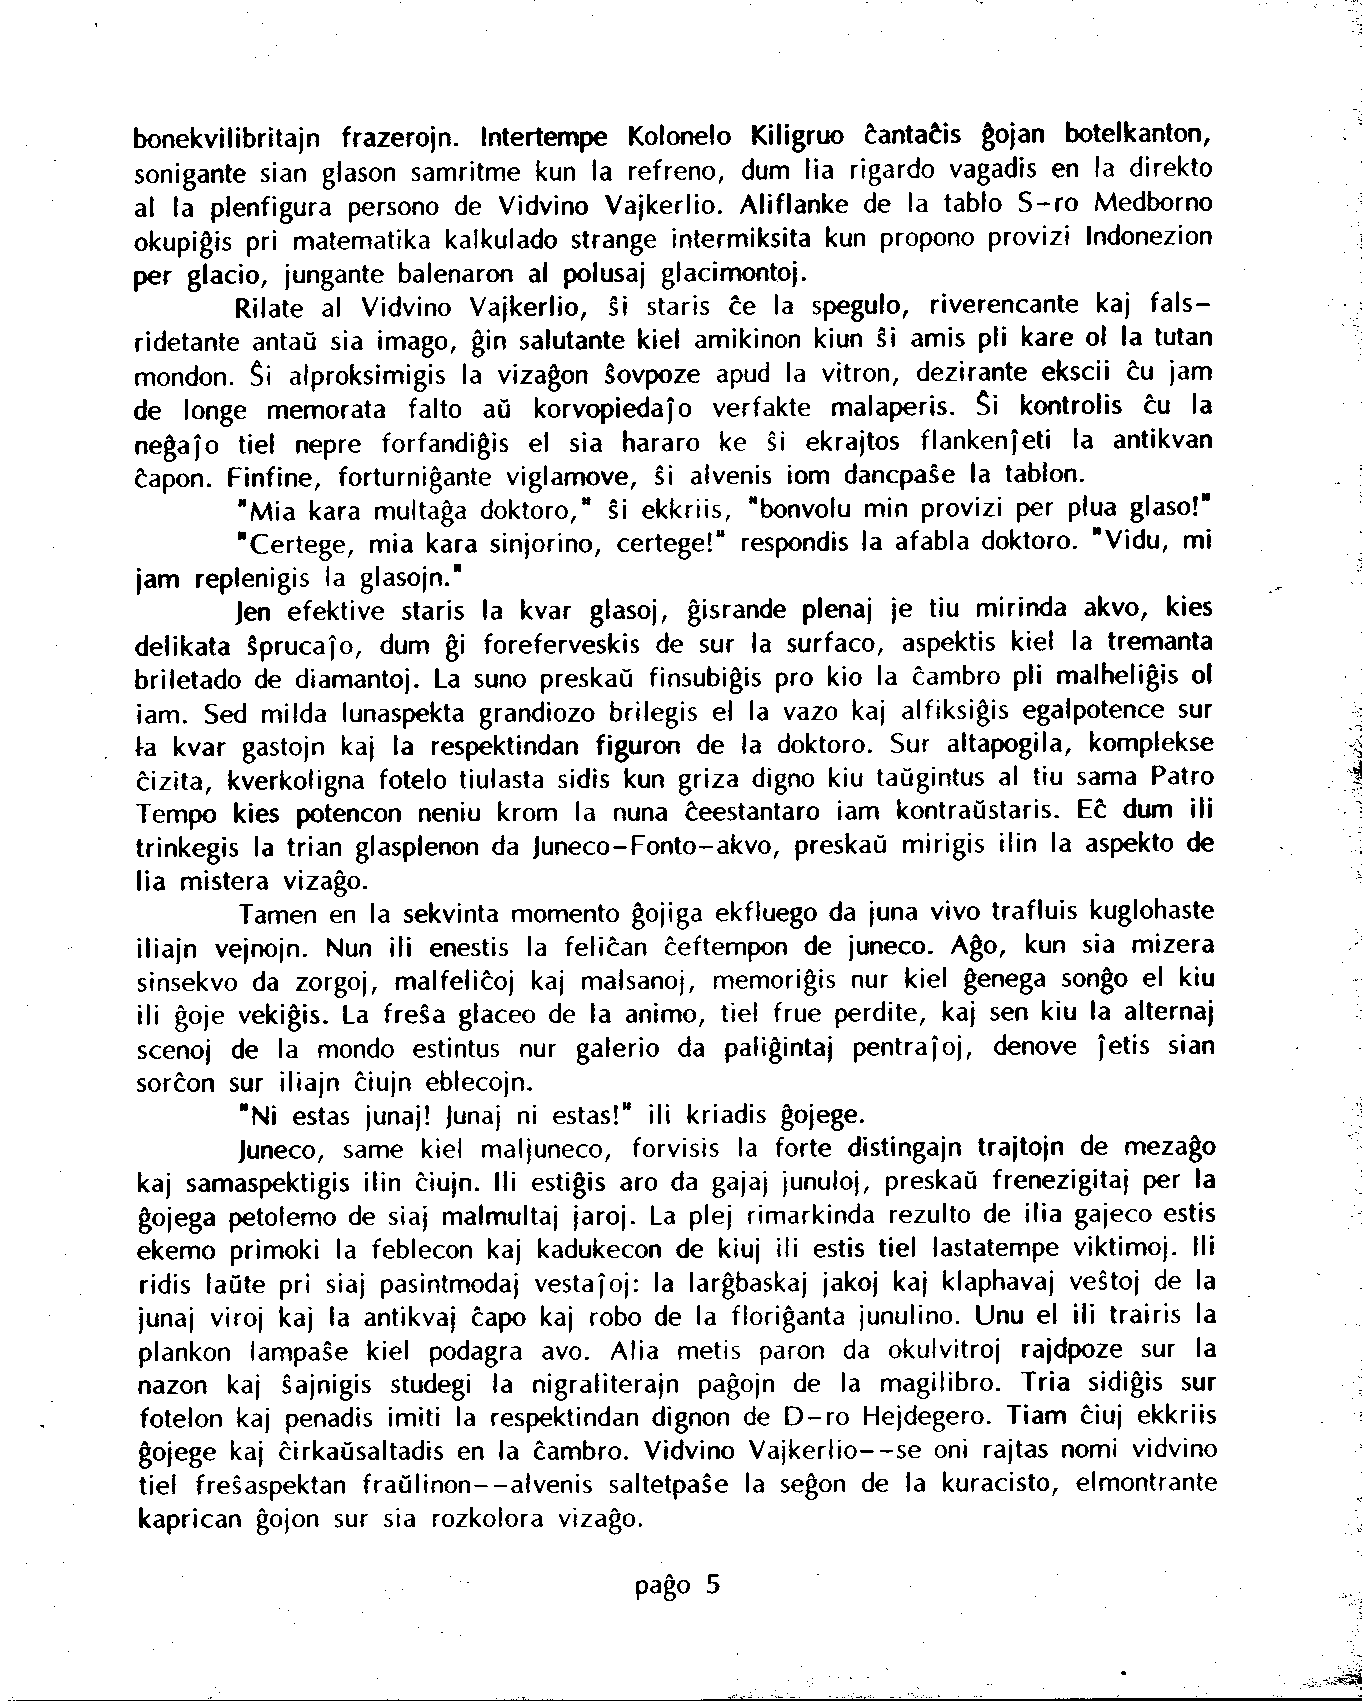 bonekvilibritajn frazerojn. Intertempe Kolonelo Kiligruo ĉantaĉis ĝojan botelkanton,
sonigante sian glason samritme kun la refreno, dum lia rigardo vagadis en la direkto
al la plenfigura persono de Vidvino Vajkerlio. Aliflanke de la tablo S-ro Medborno
okupiĝis pri matematika kalkulado strange intermiksita kun propono provizi Indonezion
per glacio, jungante balenaron al polusaj glacimontoj.
Rilate al Vidvino Vajkerlio, ŝi staris ĉe la spegulo, riverencante kaj fals-
ridetante antaŭ sia imago, ĝin salutante kiel amikinon kiun ŝi amis pli kare ol la tutan
mondon. Ŝi alproksimigis la vizaĝon ŝovpoze apud la vitron, dezirante ekscii ĉu jam
de longe memorata falto aŭ korvopiedaĵo verfakte malaperis. Ŝi kontrolis ĉu la
neĝaĵo tiel nepre forfandiĝis el sia hararo ke ŝi ekrajtos flankenĵeti la antikvan
ĉapon. Finfine, forturniĝante viglamove, ŝi alvenis iom dancpaŝe la tablon.
"Mia kara multaĝa doktoro," ŝi ekkriis, "bonvolu min provizi per plua glaso!"
"Certege, mia kara sinjorino, certege!" respondis la afabla doktoro. "Vidu, mi
jam replenigis la glasojn."
Jen efektive staris la kvar glasoj, ĝisrande plenaj je tiu mirinda akvo, kies
delikata ŝprucaĵo, dum ĝi foreferveskis de sur la surfaco, aspektis kiel la tremanta
briletado de diamantoj. La suno preskaŭ finsubiĝis pro kio la ĉambro pli malheliĝis ol
iam. Sed milda lunaspekta grandiozo brilegis el la vazo kaj alfiksiĝis egalpotence sur
la kvar gastojn kaj la respektindan figuron de la doktoro. Sur altapogila, komplekse
ĉizita, kverkoligna fotelo tiulasta sidis kun griza digno kiu taŭgintus al tiu sama Patro
Tempo kies potencon neniu krom la nuna ĉeestantaro iam kontraŭstaris. Eĉ dum ili
trinkegis la trian glasplenon da Juneco-Fonto-akvo, preskaŭ mirigis ilin la aspekto de
lia mistera vizaĝo.
Tamen en la sekvinta momento ĝojiga ekfluego da juna vivo trafluis kuglohaste
iliajn vejnojn. Nun ili enestis la feliĉan ĉeftempon de juneco. Aĝo, kun sia mizera
sinsekvo da zorgoj, malfeliĉoj kaj malsanoj, memoriĝis nur kiel ĝenega sonĝo el kiu
ili ĝoje vekiĝis. La freŝa glaceo de la animo, tiel frue perdite, kaj sen kiu la alternaj
scenoj de la mondo estintus nur galerio da paliĝintaj pentraĵoj, denove ĵetis sian
sorĉon sur iliajn ĉiujn eblecojn.
"Ni estas junaj! Junaj ni estas!" ili kriadis ĝojege.
Juneco, same kiel maljuneco, forvisis la forte distingajn trajtojn de mezaĝo
kaj samaspektigis ilin ĉiujn. Ili estiĝis aro da gajaj junuloj, preskaŭ frenezigitaj per la
ĝojega petolemo de siaj malmultaj jaroj. La plej rimarkinda rezulto de ilia gajeco estis
ekemo primoki la feblecon kaj kadukecon de kiuj ili estis tiel lastatempe viktimoj. Ili
ridis laŭte pri siaj pasintmodaj vestaĵoj: la larĝbaskaj jakoj kaj klaphavaj veŝtoj de la
junaj viroj kaj la antikvaj ĉapo kaj robo de la floriĝanta junulino. Unu el ili trairis la
plankon lampaŝe kiel podagra avo. Alia metis paron da okulvitroj rajdpoze sur la
nazon kaj ŝajnigis studegi la nigraliterajn paĝojn de la magilibro. Tria sidiĝis sur
fotelon kaj penadis imiti la respektindan dignon de D-ro Hejdegero. Tiam ĉiuj ekkriis
ĝojege kaj ĉirkaŭsaltadis en la ĉambro. Vidvino Vajkerlio--se oni rajtas nomi vidvino
tiel freŝaspektan fraŭlinon--alvenis saltetpaŝe la seĝon de la kuracisto, elmontrante
kaprican ĝojon sur sia rozkolora vizaĝo.
paĝo 5